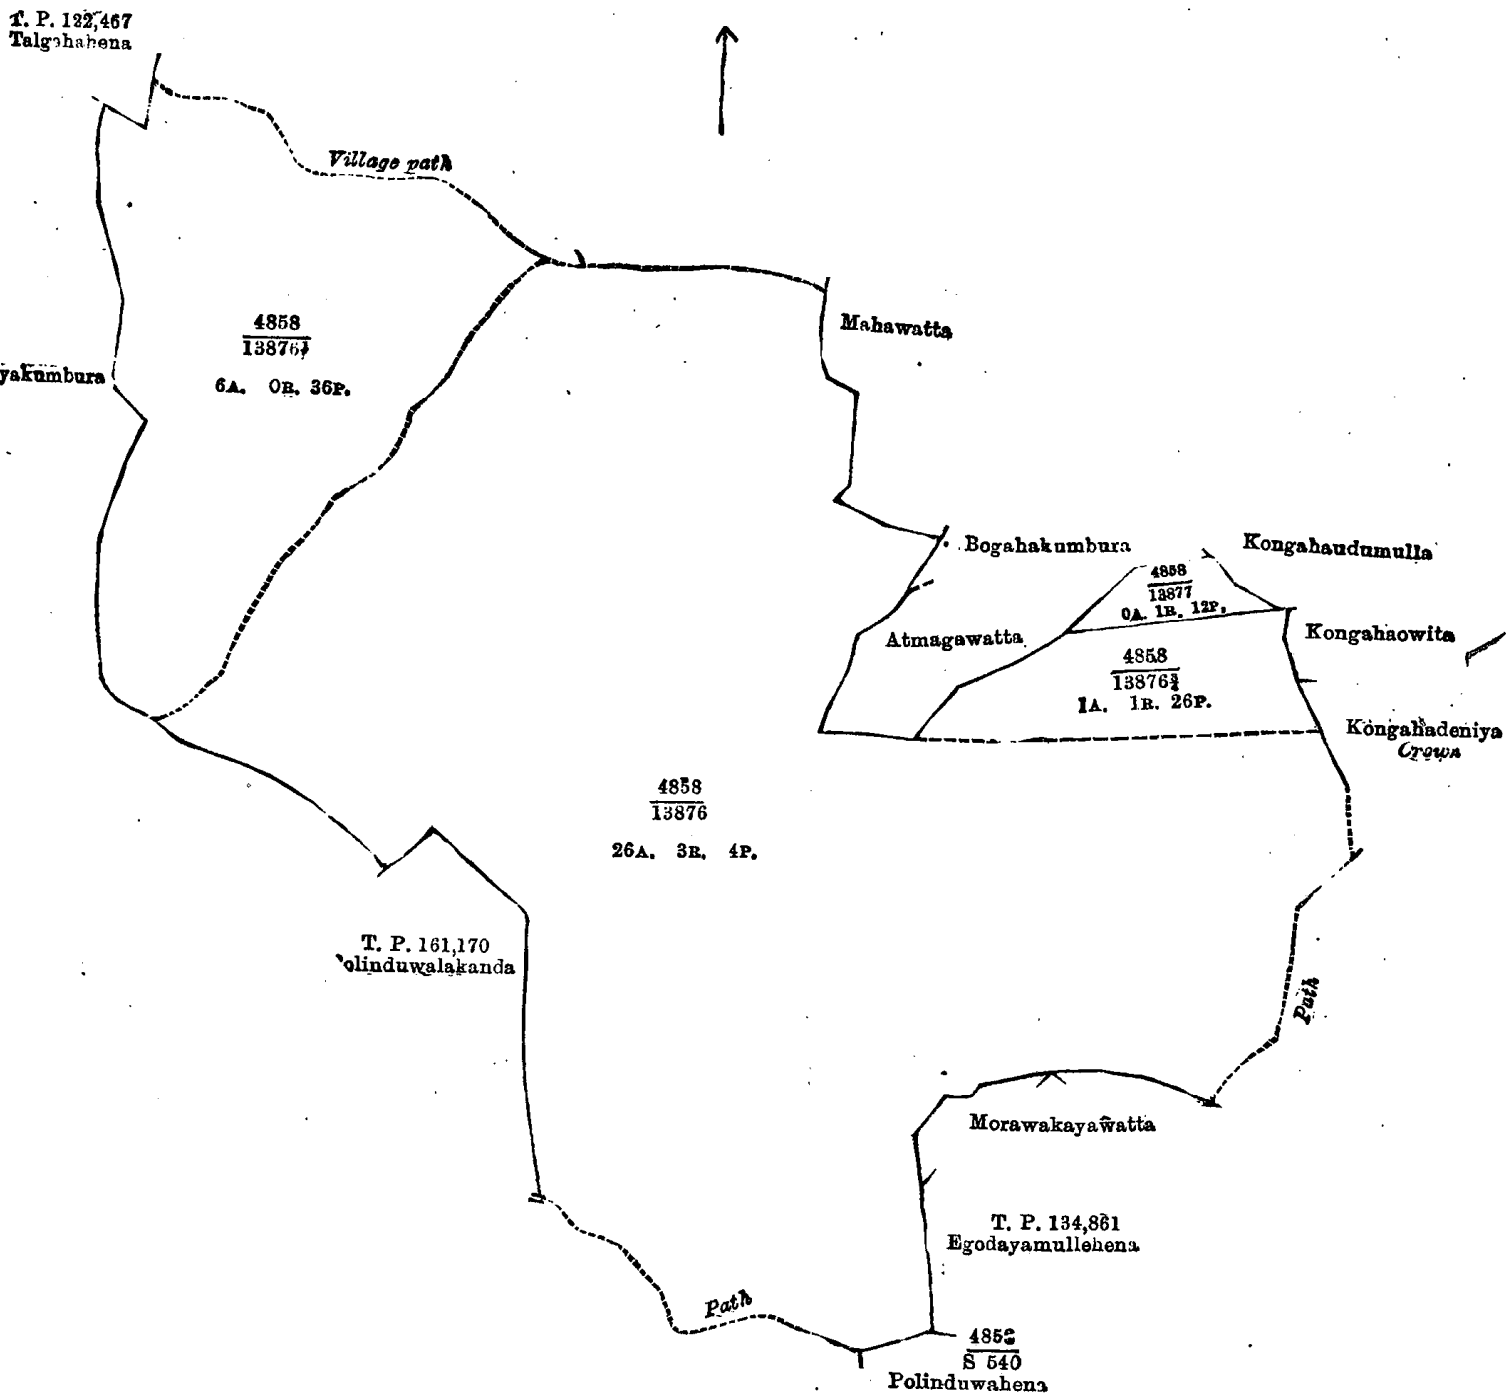 T. P. 122,467
Talgahahena
Village path
Mahawatta
4858
13876½
6A. 0R. 36P.
yakumbura
Bogahakumbura
Kongahaudumulla
4858
13877
0A. 1R. 12P.
Atmagawatta
Kongahaowita
4858
13876¾
1A. 1R. 26P.
Kongahadeniya
Crown
4858
13876
26A. 3R. 4P.
T. P. 161,170
olinduwalakanda
Path
Morawakayawatta
T. P. 134,861
Egodayamullehena
Path
S 540
Polinduwahena